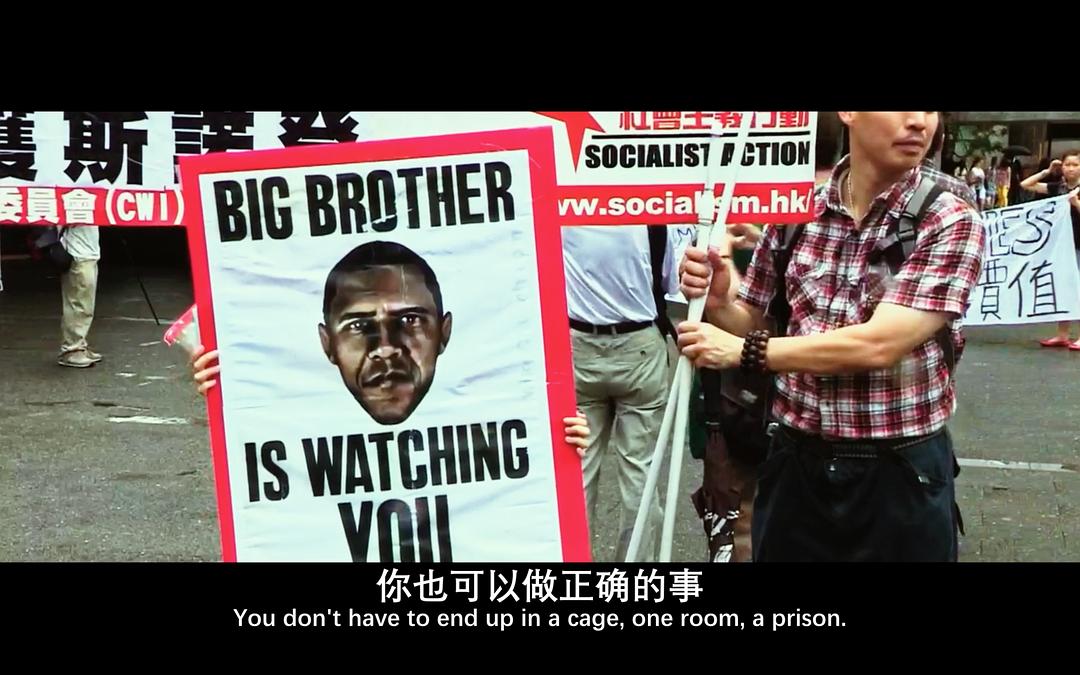 護斯諾登
委員會(CWI)
社會主義行動
SOCIALIST ACTION
www.socialism.hk/
BIG BROTHER
IS WATCHING
YOU
價值
你也可以做正确的事
You don't have to end up in a cage, one room, a prison.